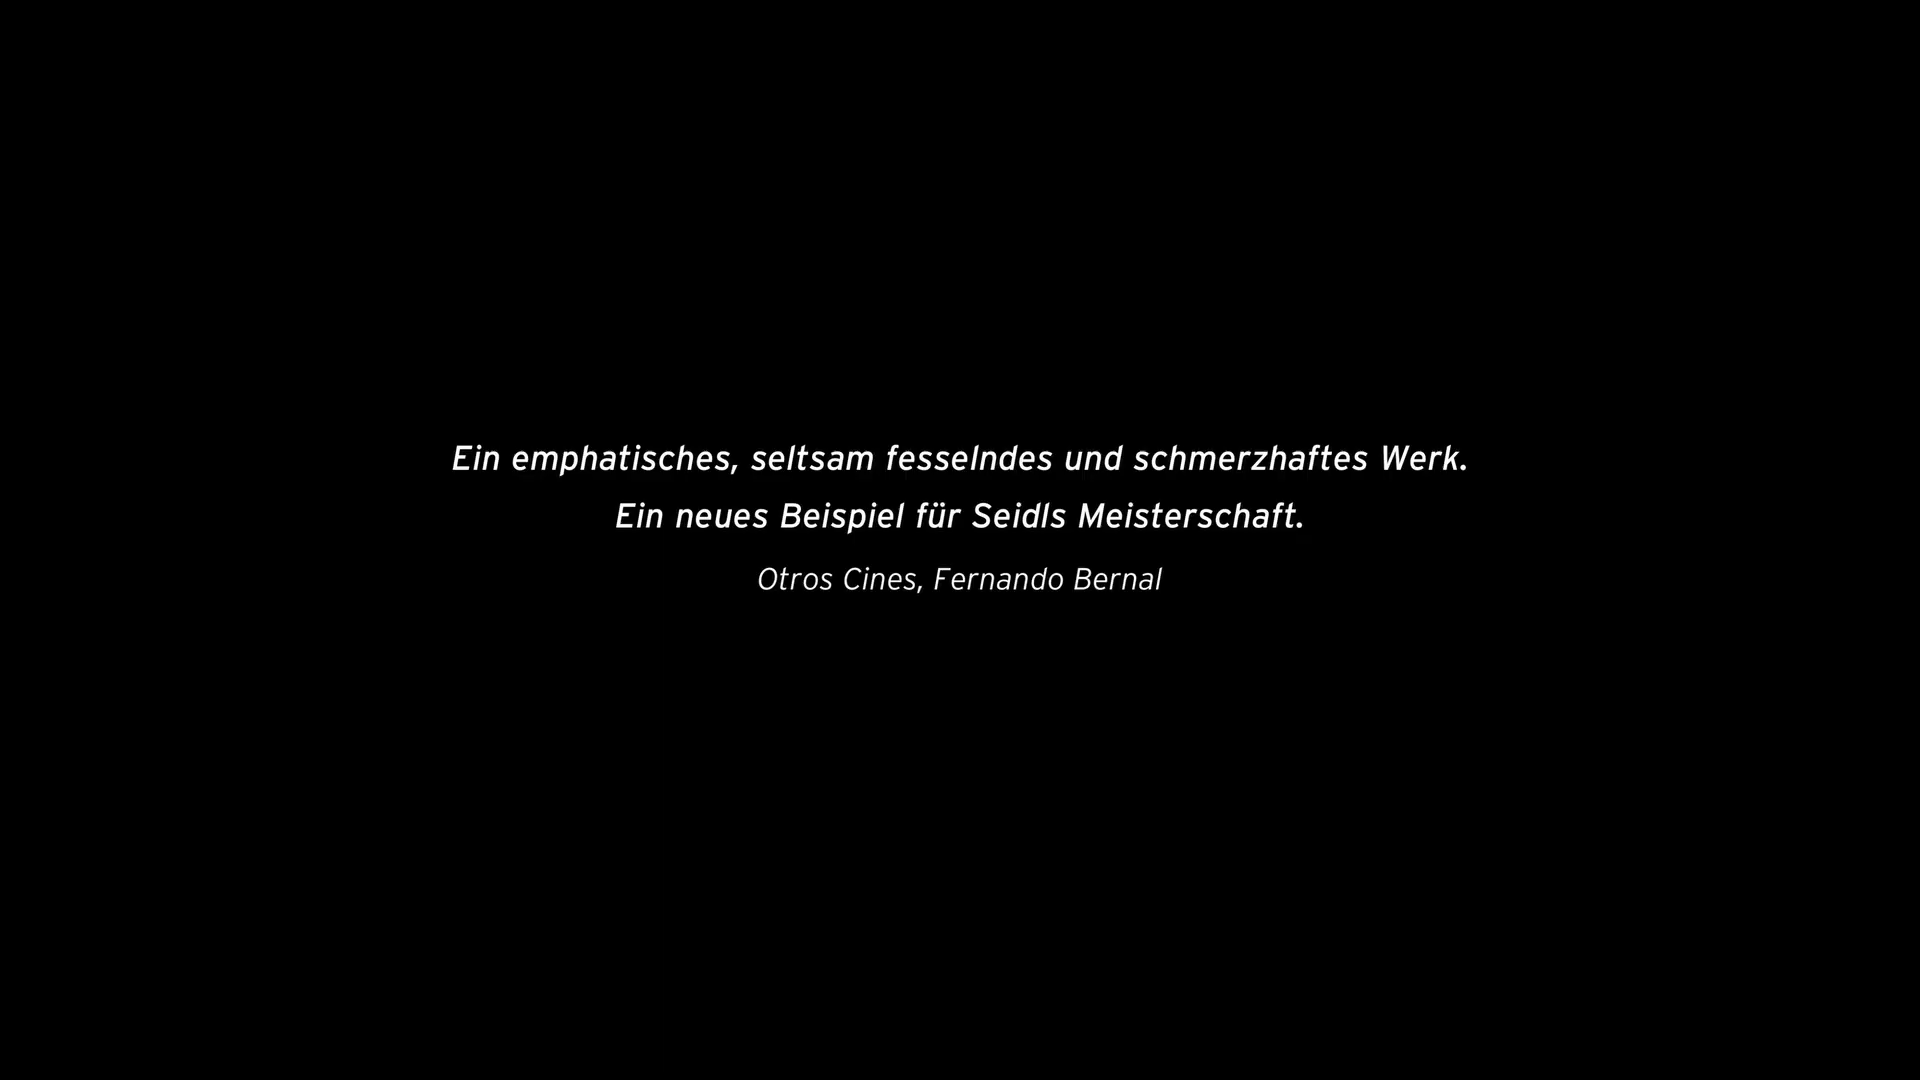 Ein emphatisches, seltsam fesselndes und schmerzhaftes Werk.
Ein neues Beispiel für Seidls Meisterschaft.
Otros Cines, Fernando Bernal